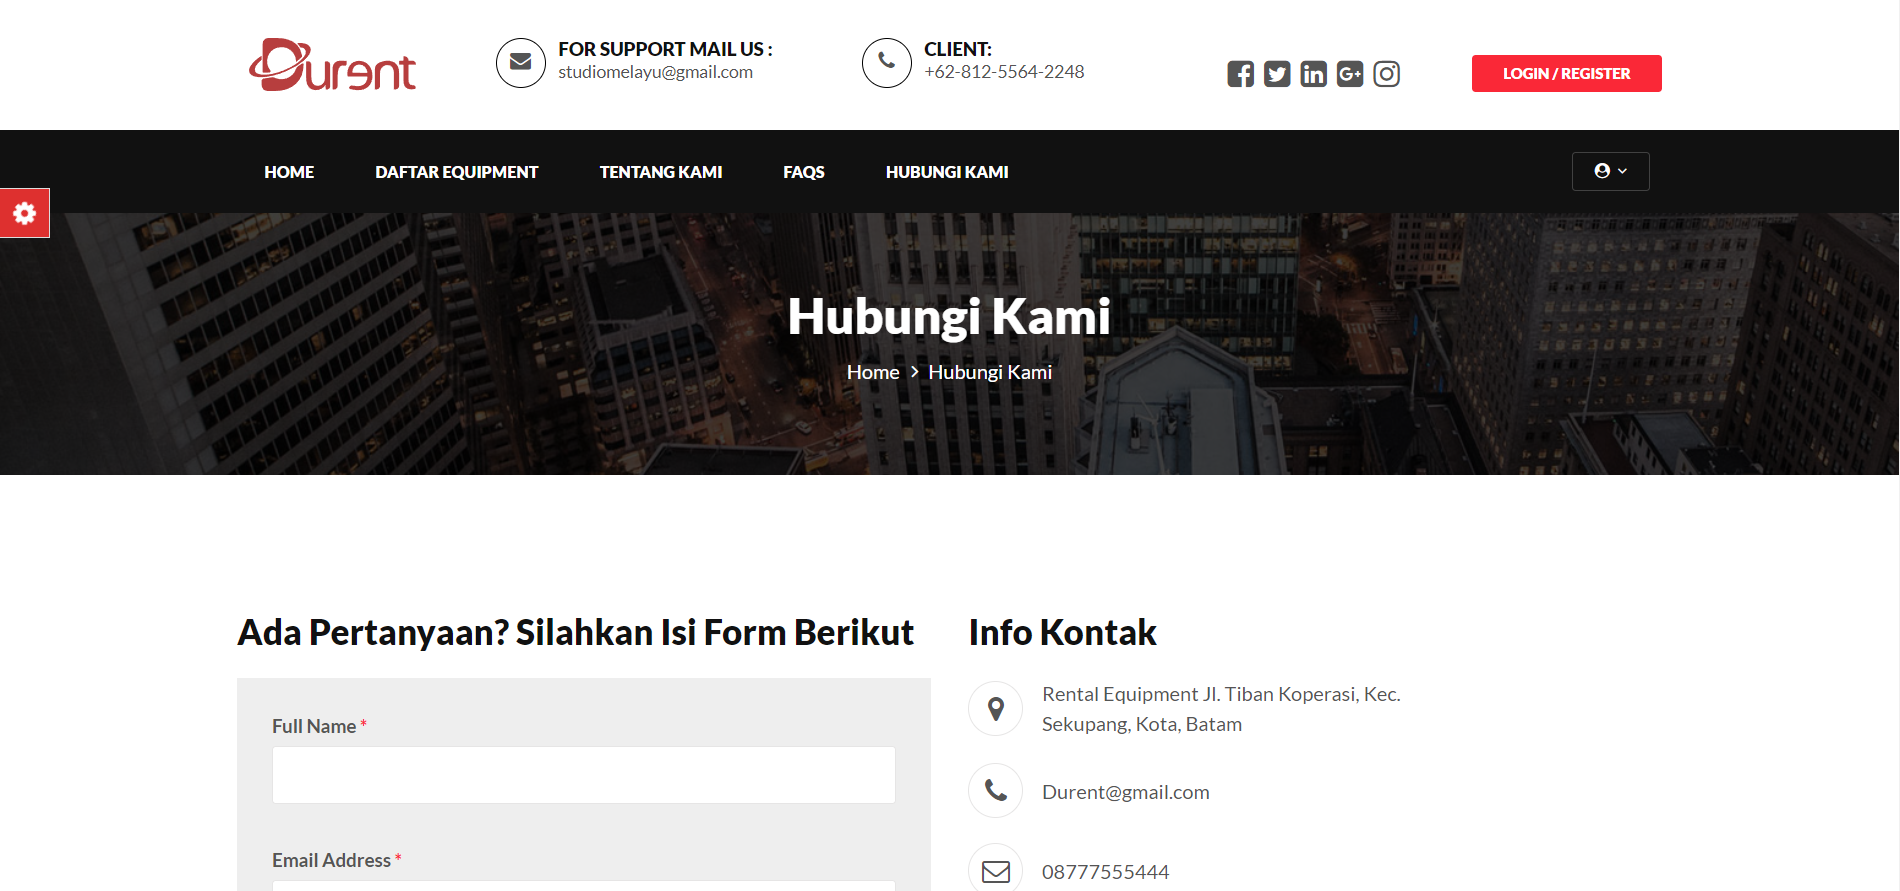 Durent
FOR SUPPORT MAIL US :
studiomelayu@gmail.com
CLIENT:
+62-812-5564-2248
LOGIN / REGISTER
HOME
DAFTAR EQUIPMENT
TENTANG KAMI
FAQS
HUBUNGI KAMI
Hubungi Kami
Home > Hubungi Kami
Ada Pertanyaan? Silahkan Isi Form Berikut
Full Name *
Email Address *
Info Kontak
Rental Equipment Jl. Tiban Koperasi, Kec.
Sekupang, Kota, Batam
Durent@gmail.com
08777555444